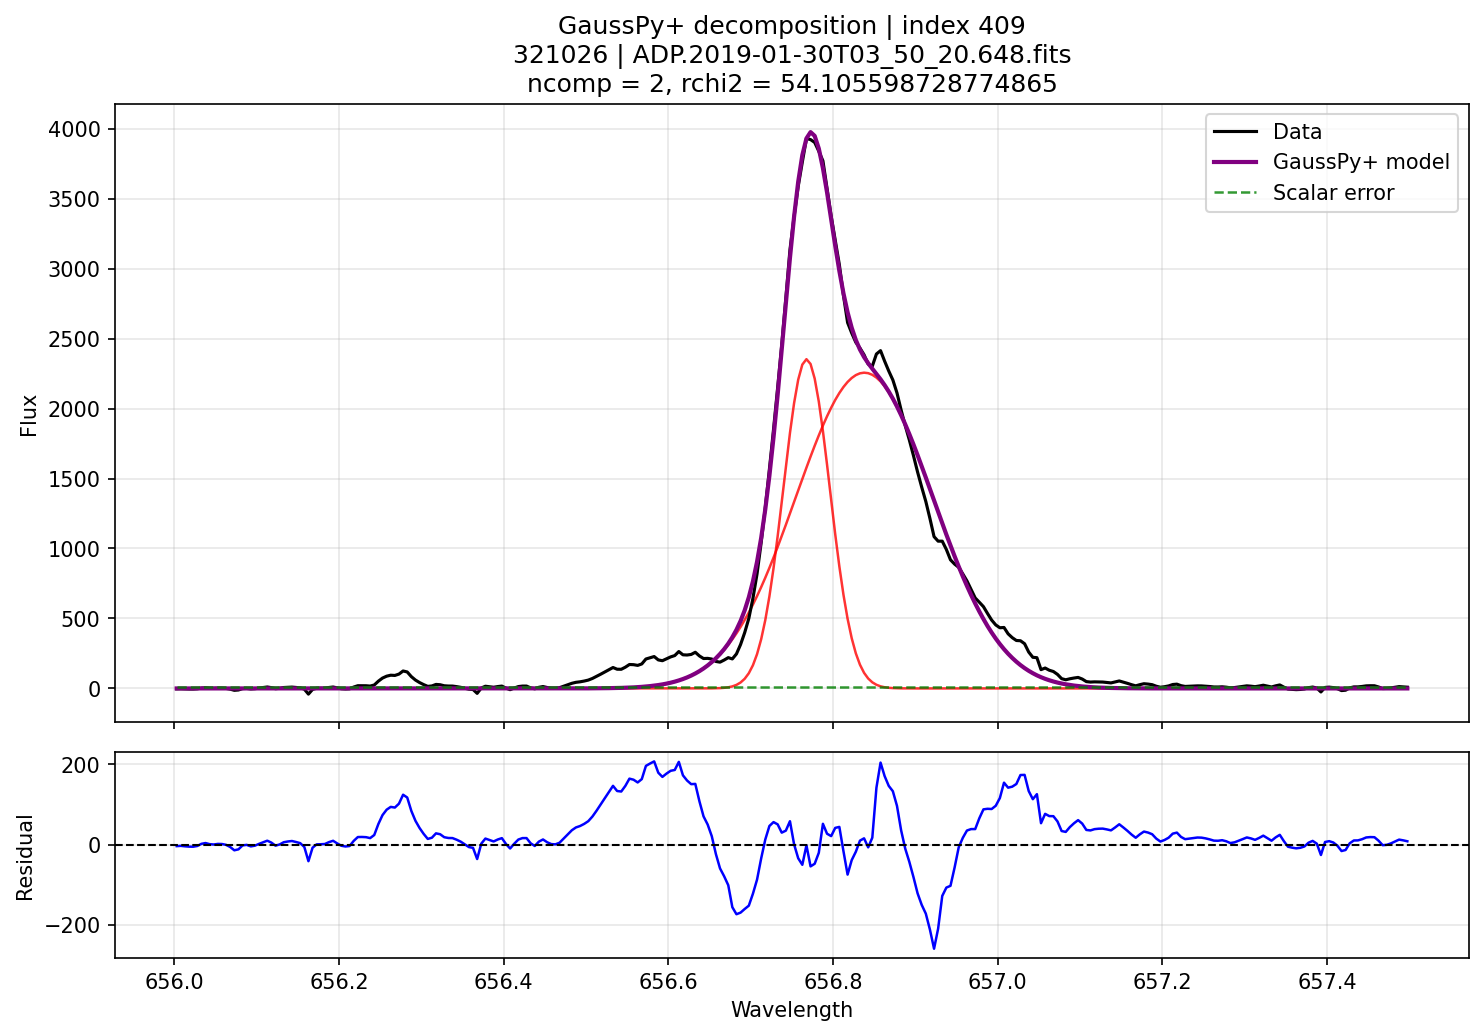 GaussPy+ decomposition | index 409
321026 | ADP.2019-01-30T03_50_20.648.fits
ncomp = 2, rchi2 = 54.105598728774865
Data
GaussPy+ model
Scalar error
Flux
4000
3500
3000
2500
2000
1500
1000
500
0
Residual
200
0
−200
656.0 656.2 656.4 656.6 656.8 657.0 657.2 657.4
Wavelength